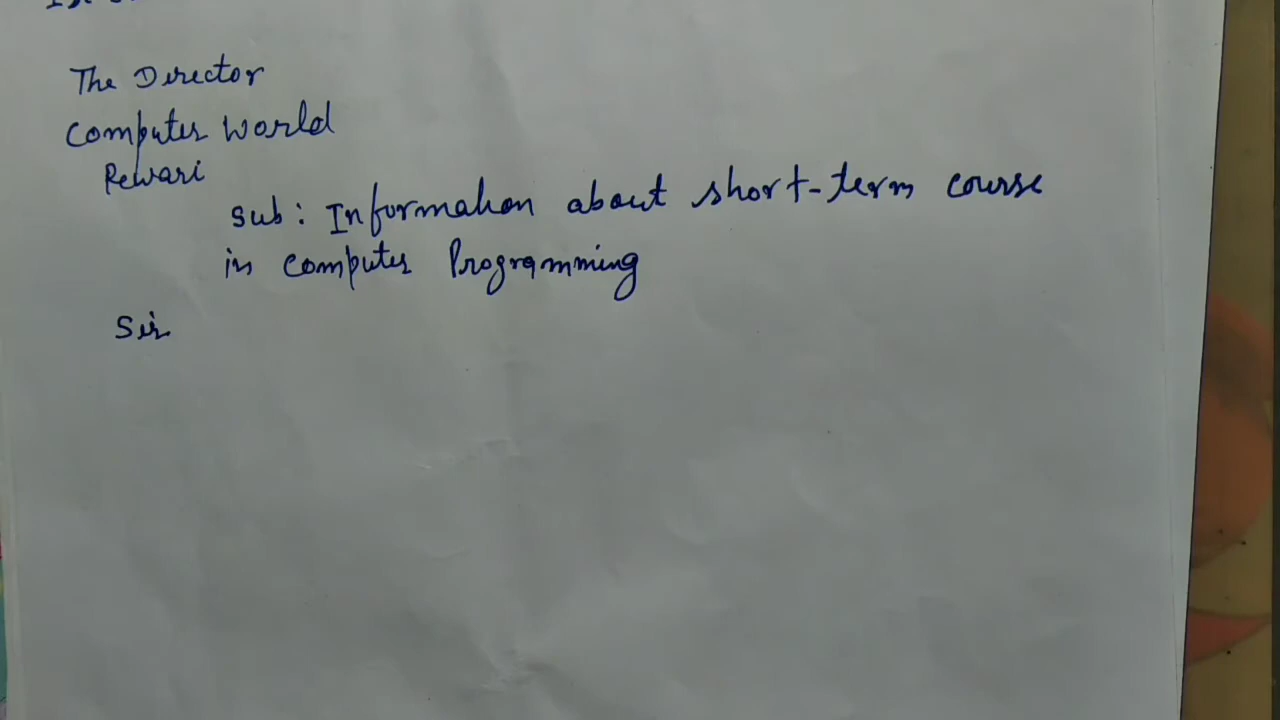 The Director
Computer World
Rewari
Sub: Information about short-term course
in Computer Programming
Sir